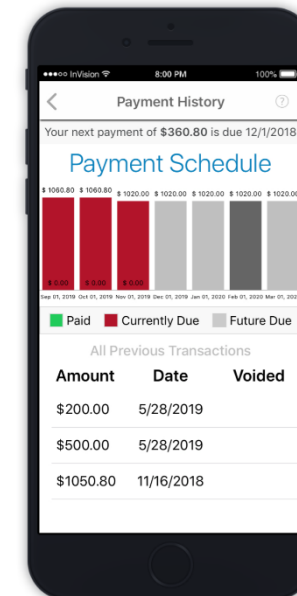 InVision 8:00 PM 100%
Payment History ?
Your next payment of $360.80 is due 12/1/2018
Payment Schedule
$ 1060.80 $ 1060.80 $ 1020.00 $ 1020.00 $ 1020.00 $ 1020.00 $ 1020.00
$ 0.00 $ 0.00 $ 0.00
Sep 01, 2019 Oct 01, 2019 Nov 01, 2019 Dec 01, 2019 Jan 01, 2020 Feb 01, 2020 Mar 01, 202
Paid Currently Due Future Due
All Previous Transactions
Amount Date Voided
$200.00 5/28/2019
$500.00 5/28/2019
$1050.80 11/16/2018